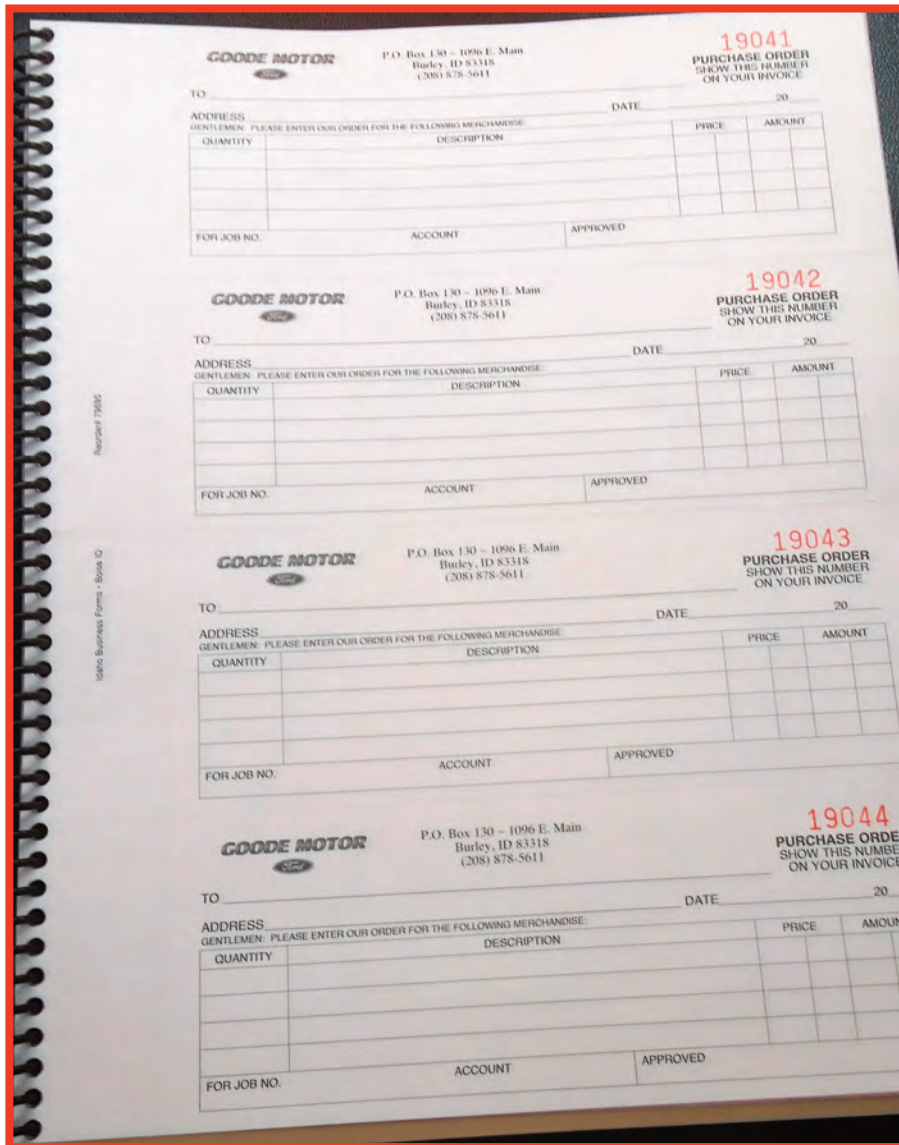 19041
GOODE MOTOR P.O. Box 130 ~ 1096 E. Main PURCHASE ORDER
Ford Burley, ID 83318 SHOW THIS NUMBER
(208) 878-5611 ON YOUR INVOICE
TO
DATE 20
ADDRESS
GENTLEMEN: PLEASE ENTER OUR ORDER FOR THE FOLLOWING MERCHANDISE:
QUANTITY DESCRIPTION PRICE AMOUNT
FOR JOB NO. ACCOUNT APPROVED
19042
GOODE MOTOR P.O. Box 130 ~ 1096 E. Main PURCHASE ORDER
Ford Burley, ID 83318 SHOW THIS NUMBER
(208) 878-5611 ON YOUR INVOICE
TO
DATE 20
ADDRESS
GENTLEMEN: PLEASE ENTER OUR ORDER FOR THE FOLLOWING MERCHANDISE:
QUANTITY DESCRIPTION PRICE AMOUNT
FOR JOB NO. ACCOUNT APPROVED
19043
GOODE MOTOR P.O. Box 130 ~ 1096 E. Main PURCHASE ORDER
Ford Burley, ID 83318 SHOW THIS NUMBER
(208) 878-5611 ON YOUR INVOICE
TO
DATE 20
ADDRESS
GENTLEMEN: PLEASE ENTER OUR ORDER FOR THE FOLLOWING MERCHANDISE:
QUANTITY DESCRIPTION PRICE AMOUNT
FOR JOB NO. ACCOUNT APPROVED
19044
GOODE MOTOR P.O. Box 130 ~ 1096 E. Main PURCHASE ORDE
Ford Burley, ID 83318 SHOW THIS NUMBE
(208) 878-5611 ON YOUR INVOICE
TO
DATE 20
ADDRESS
GENTLEMEN: PLEASE ENTER OUR ORDER FOR THE FOLLOWING MERCHANDISE:
QUANTITY DESCRIPTION PRICE AMOUN
FOR JOB NO. ACCOUNT APPROVED
Idaho Business Forms - Boise ID Reorder# 79695